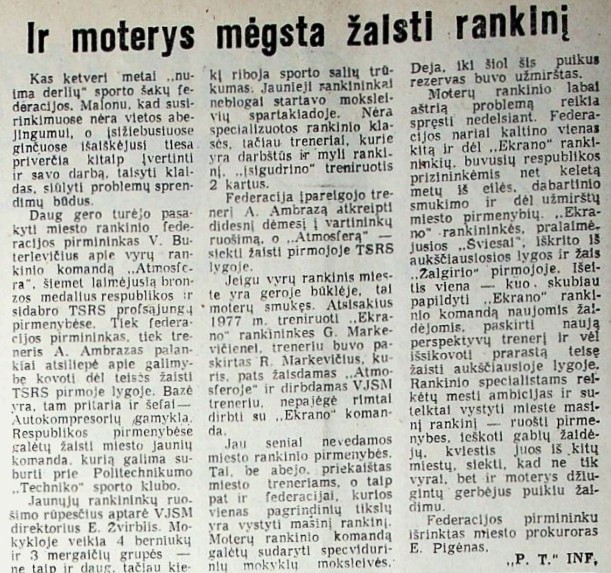 Ir moterys mėgsta žaisti rankinį
Kas ketveri metai „nu-
ima derlių" sporto šakų fe-
deracijos. Malonu, kad susi-
rinkimuose nėra vietos abe-
jingumui, o įsižiebusiuose
ginčuose išaiškėjusi tiesa
priverčia kitaip įvertinti
ir savo darbą, taisyti klai-
das, siūlyti problemų spren-
dimų būdus.
Daug gero turėjo pasa-
kyti miesto rankinio fede-
racijos pirmininkas V. Bu-
terlevičius apie vyrų ran-
kinio komandą „Atmosfe-
ra", šiemet laimėjusią bron-
zos medalius respublikos ir
sidabro TSRS profsąjungų
pirmenybėse. Tiek federa-
cijos pirmininkas, tiek tre-
neris A. Ambrazas palan-
kiai atsiliepė apie galimy-
bę kovoti dėl teisės žaisti
TSRS pirmoje lygoje. Bazė
yra, tam pritaria ir šefai —
Autokompresorių gamykla.
Respublikos pirmenybėse
galėtų žaisti miesto jaunių
komanda, kurią galima su-
burti prie Politechnikumo
„Techniko" sporto klubo.
Jaunųjų rankininkų ruo-
šimo rūpesčius aptarė VJSM
direktorius E. Žvirblis. Mo-
kykloje veikia 4 berniukų
ir 3 mergaičių grupės —
ne taip ir daug, tačiau kie-
kį riboja sporto salių trū-
kumas. Jaunieji rankininkai
neblogai startavo moksle-
vių spartakiadoje. Nėra
specializuotos rankinio kla-
sės, tačiau treneriai, kurie
yra darbštūs ir myli ranki-
nį, „įsigudrino" treniruotis
2 kartus.
Federacija įpareigojo tre-
nerį A. Ambrazą atkreipti
didesnį dėmesį į vartininkų
ruošimą, o „Atmosferą" —
siekti žaisti pirmojoje TSRS
lygoje.
Jeigu vyrų rankinis mies-
te yra geroje būklėje, tai
moterų smukęs. Atsisakius
1977 m. treniruoti „Ekra-
no" rankininkes G. Marke-
vičienei, treneriu buvo pa-
skirtas R. Markevičius, ku-
ris, pats žaisdamas „Atmo-
sferoje" ir dirbdamas VJSM
treneriu, nepajėgė rimtai
dirbti su „Ekrano" koman-
da.
Jau seniai nevedamos
miesto rankinio pirmenybės.
Tai, be abejo, priekaištas
miesto treneriams, o taip
pat ir federacijai, kurios
vienas pagrindinių tikslų
yra vystyti masinį rankinį.
Moterų rankinio komandą
galėtų sudaryti specviduri-
nių mokyklų moksleivės.
Deja, iki šiol šis puikus
rezervas buvo užmirštas.
Moterų rankinio labai
aštrią problemą reikia
spręsti nedelsiant. Federa-
cijos nariai kaltino vienas
kitą ir dėl „Ekrano" ranki-
ninkių, buvusių respublikos
prizininkėmis net keletą
metų iš eilės, dabartinio
smukimo ir dėl užmirštų
miesto pirmenybių. „Ekra-
no" rankininkės, pralaimė-
jusios „Šviesai", iškrito iš
aukščiausiosios lygos ir žais
„Žalgirio" pirmojoje. Išei-
tis viena — kuo skubiau
papildyti „Ekrano" ranki-
nio komandą naujomis žai-
dėjomis, paskirti naują
perspektyvų trenerį ir vėl
išsikovoti prarastą teisę
žaisti aukščiausioje lygoje.
Rankinio specialistams rei-
kėtų mesti ambicijas ir su-
telktai vystyti mieste masi-
nį rankinį — ruošti pirme-
nybes, ieškoti gabių žaidė-
jų, kviestis juos iš kitų
miestų, siekti, kad ne tik
vyrai, bet ir moterys džiu-
gintų gerbėjus puikiu žai-
dimu.
Federacijos pirmininku
išrinktas miesto prokuroras
E. Pigėnas.
„P. T." INF.